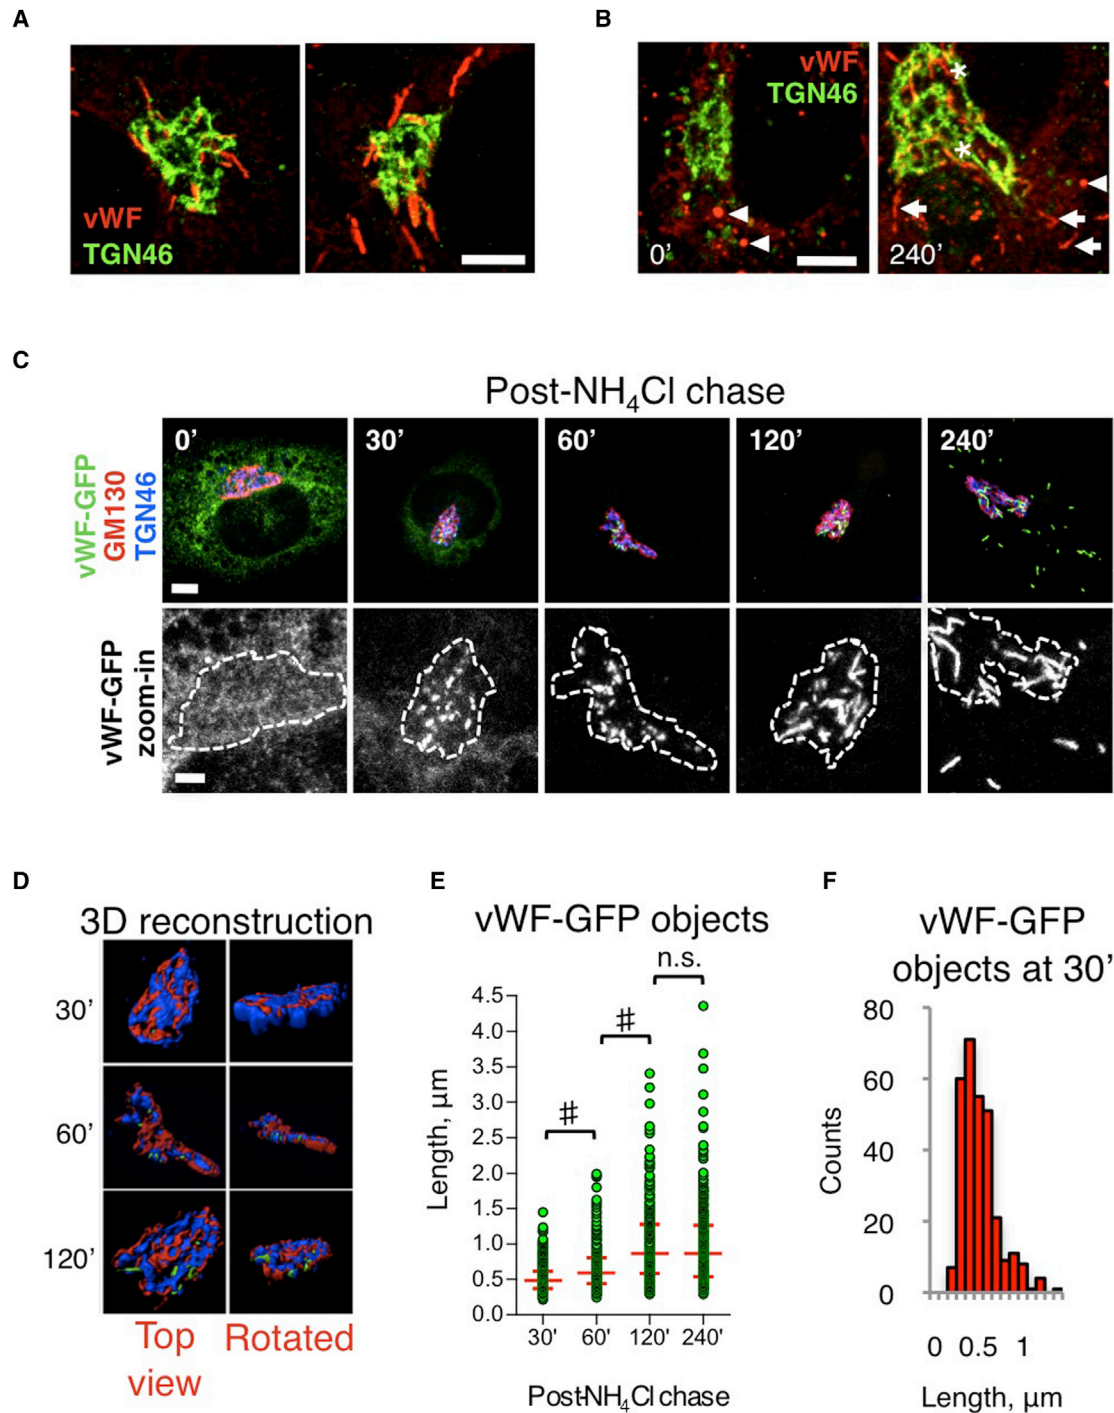 A
vWF
TGN46
B
vWF
TGN46
0’
240’
C
Post-NH₄Cl chase
vWF-GFP
GM130
TGN46
0’
30’
60’
120’
240’
vWF-GFP
zoom-in
D
3D reconstruction
30’
60’
120’
Top
view
Rotated
E
vWF-GFP objects
n.s.
#
#
Length, µm
4.5
4.0
3.5
3.0
2.5
2.0
1.5
1.0
0.5
0.0
30'
60'
120'
240'
Post-NH₄Cl chase
F
vWF-GFP
objects at 30’
Counts
80
60
40
20
0
0 0.5 1
Length, µm